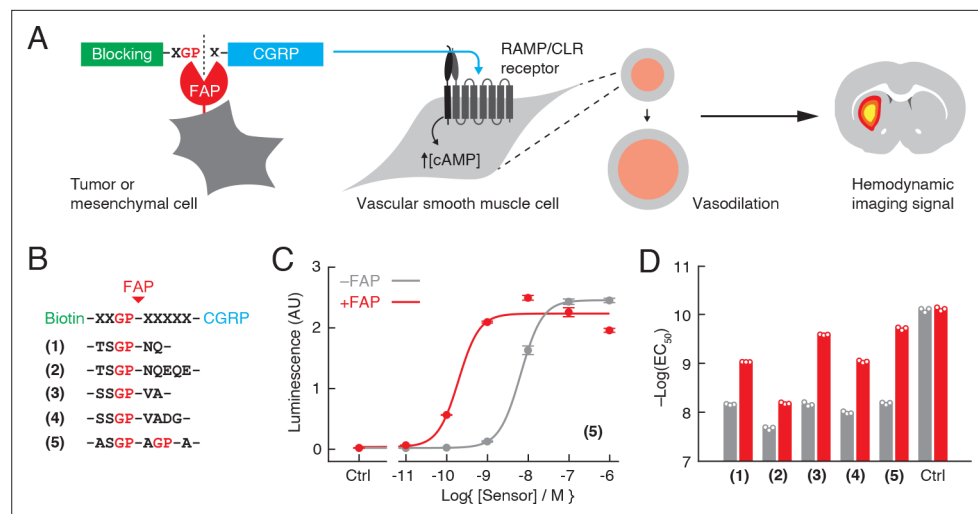 A
Blocking
XGP
x
CGRP
FAP
RAMP/CLR
receptor
↑[cAMP]
Tumor or
mesenchymal cell
Vascular smooth muscle cell
Vasodilation
Hemodynamic
imaging signal
B
FAP
Biotin-XXGP-XXXXX-CGRP
(1) -TSGP-NQ-
(2) -TSGP-NQEQE-
(3) -SSGP-VA-
(4) -SSGP-VADG-
(5) -ASGP-AGP-A-
C
–FAP
+FAP
Luminescence (AU)
3
2
1
0
(5)
Ctrl -11 -10 -9 -8 -7 -6
Log{ [Sensor] / M }
D
–Log(EC50)
11
10
9
8
7
(1) (2) (3) (4) (5) Ctrl